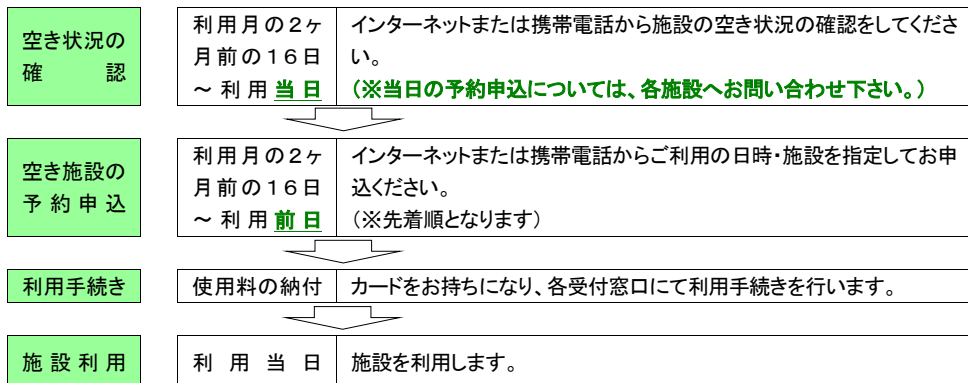 空き状況の
確認
利用月の2ヶ
月前の16日
～利用当日
インターネットまたは携帯電話から施設の空き状況の確認をしてくださ
い。
（※当日の予約申込については、各施設へお問い合わせ下さい。）
空き施設の
予約申込
利用月の2ヶ
月前の16日
～利用前日
インターネットまたは携帯電話からご利用の日時・施設を指定してお申
込ください。
（※先着順となります）
利用手続き
使用料の納付
カードをお持ちになり、各受付窓口にて利用手続きを行います。
施設利用
利用当日
施設を利用します。